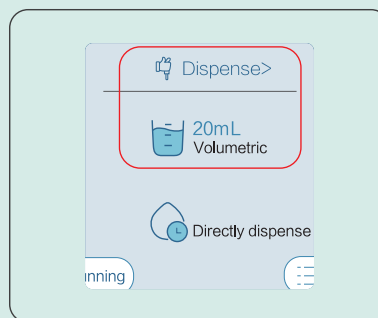 Dispense>
20mL
Volumetric
Directly dispense
nning